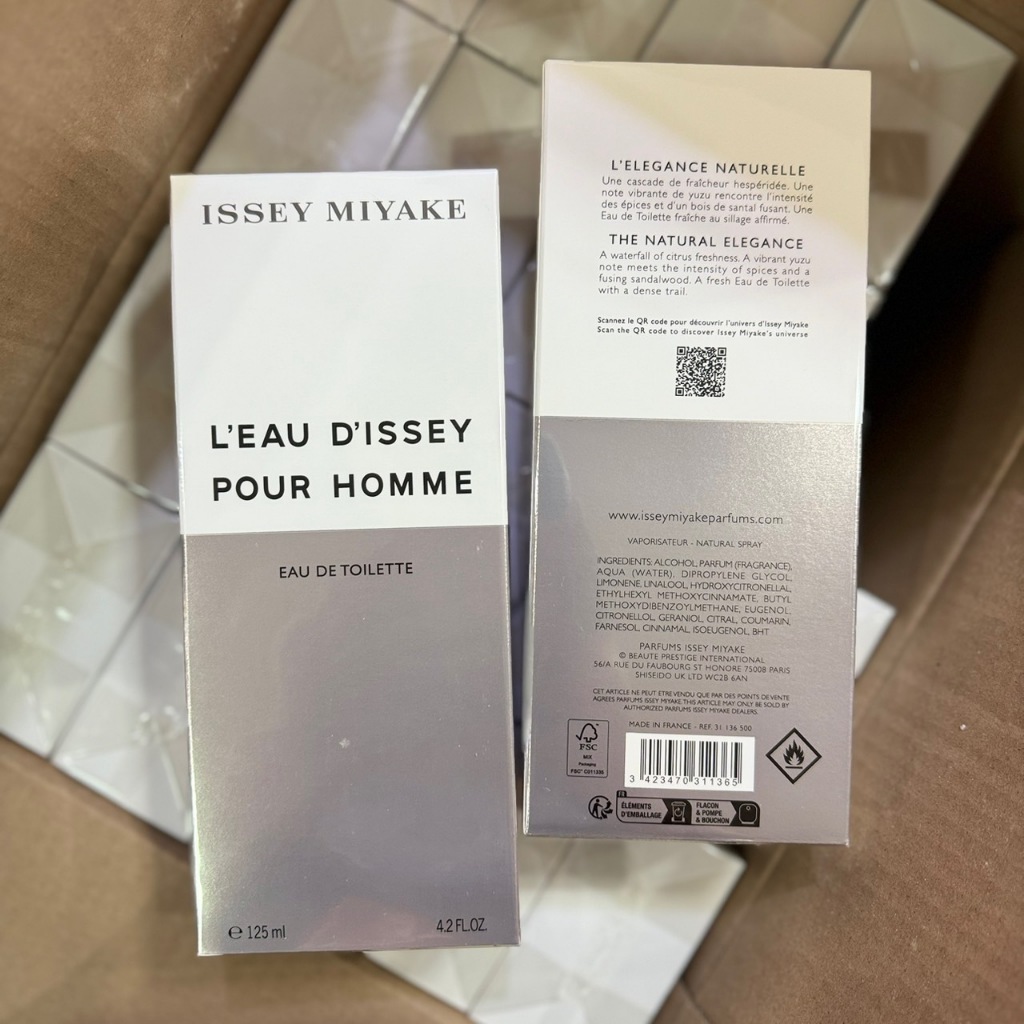 ISSEY MIYAKE
L'EAU D'ISSEY
POUR HOMME
EAU DE TOILETTE
℮ 125 ml
4.2 FL.OZ.
L'ELEGANCE NATURELLE
Une cascade de fraîcheur hespéridée. Une
note vibrante de yuzu rencontre l'intensité
des épices et d'un bois de santal fusant. Une
Eau de Toilette fraîche au sillage affirmé.
THE NATURAL ELEGANCE
A waterfall of citrus freshness. A vibrant yuzu
note meets the intensity of spices and a
fusing sandalwood. A fresh Eau de Toilette
with a dense trail.
Scannez le QR code pour découvrir l'univers d'Issey Miyake
Scan the QR code to discover Issey Miyake's universe
www.isseymiyakeparfums.com
VAPORISATEUR - NATURAL SPRAY
INGREDIENTS: ALCOHOL, PARFUM (FRAGRANCE),
AQUA (WATER), DIPROPYLENE GLYCOL,
LIMONENE, LINALOOL, HYDROXYCITRONELLAL,
ETHYLHEXYL METHOXYCINNAMATE, BUTYL
METHOXYDIBENZOYLMETHANE, EUGENOL,
CITRONELLOL, GERANIOL, CITRAL, COUMARIN,
FARNESOL, CINNAMAL, ISOEUGENOL, BHT
PARFUMS ISSEY MIYAKE
© BEAUTE PRESTIGE INTERNATIONAL
56/A RUE DU FAUBOURG ST HONORE 75008 PARIS
SHISEIDO UK LTD WC2B 6AN
CET ARTICLE NE PEUT ETRE VENDU QUE PAR DES POINTS DE VENTE
AGREES PARFUMS ISSEY MIYAKE. THIS ARTICLE MAY ONLY BE SOLD BY
AUTHORIZED PARFUMS ISSEY MIYAKE DEALERS.
MADE IN FRANCE - REF. 31 136 500
FSC
MIX
Packaging
FSC® C011335
3 423470 311365
FR
ÉLÉMENTS
D'EMBALLAGE
FLACON
& POMPE
& BOUCHON